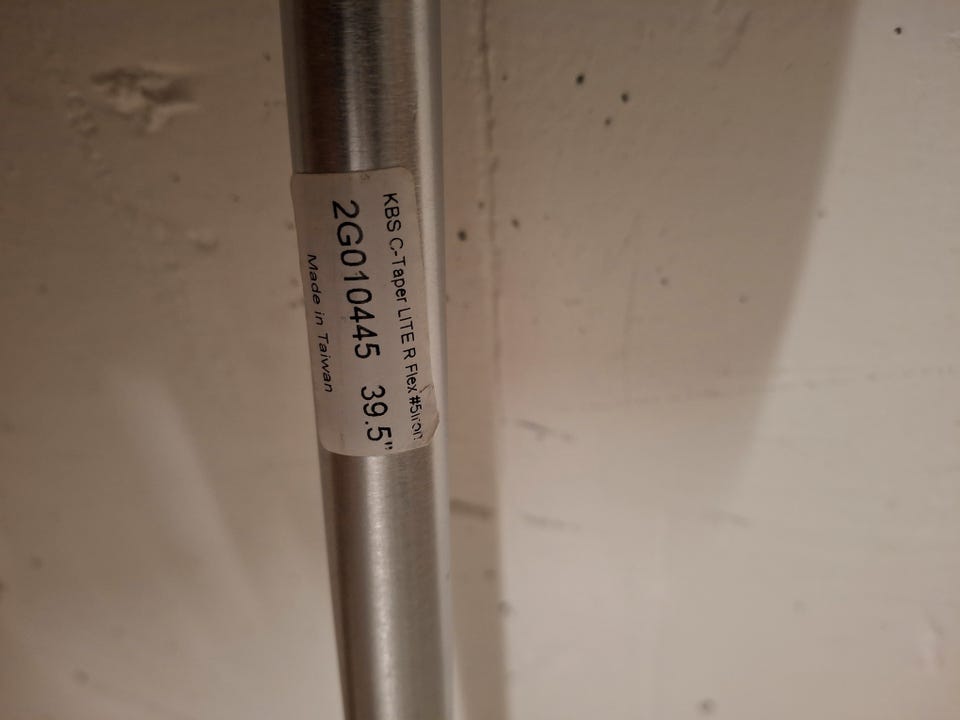 KBS C-Taper LITE R Flex #5iron
2G010445 39.5"
Made in Taiwan